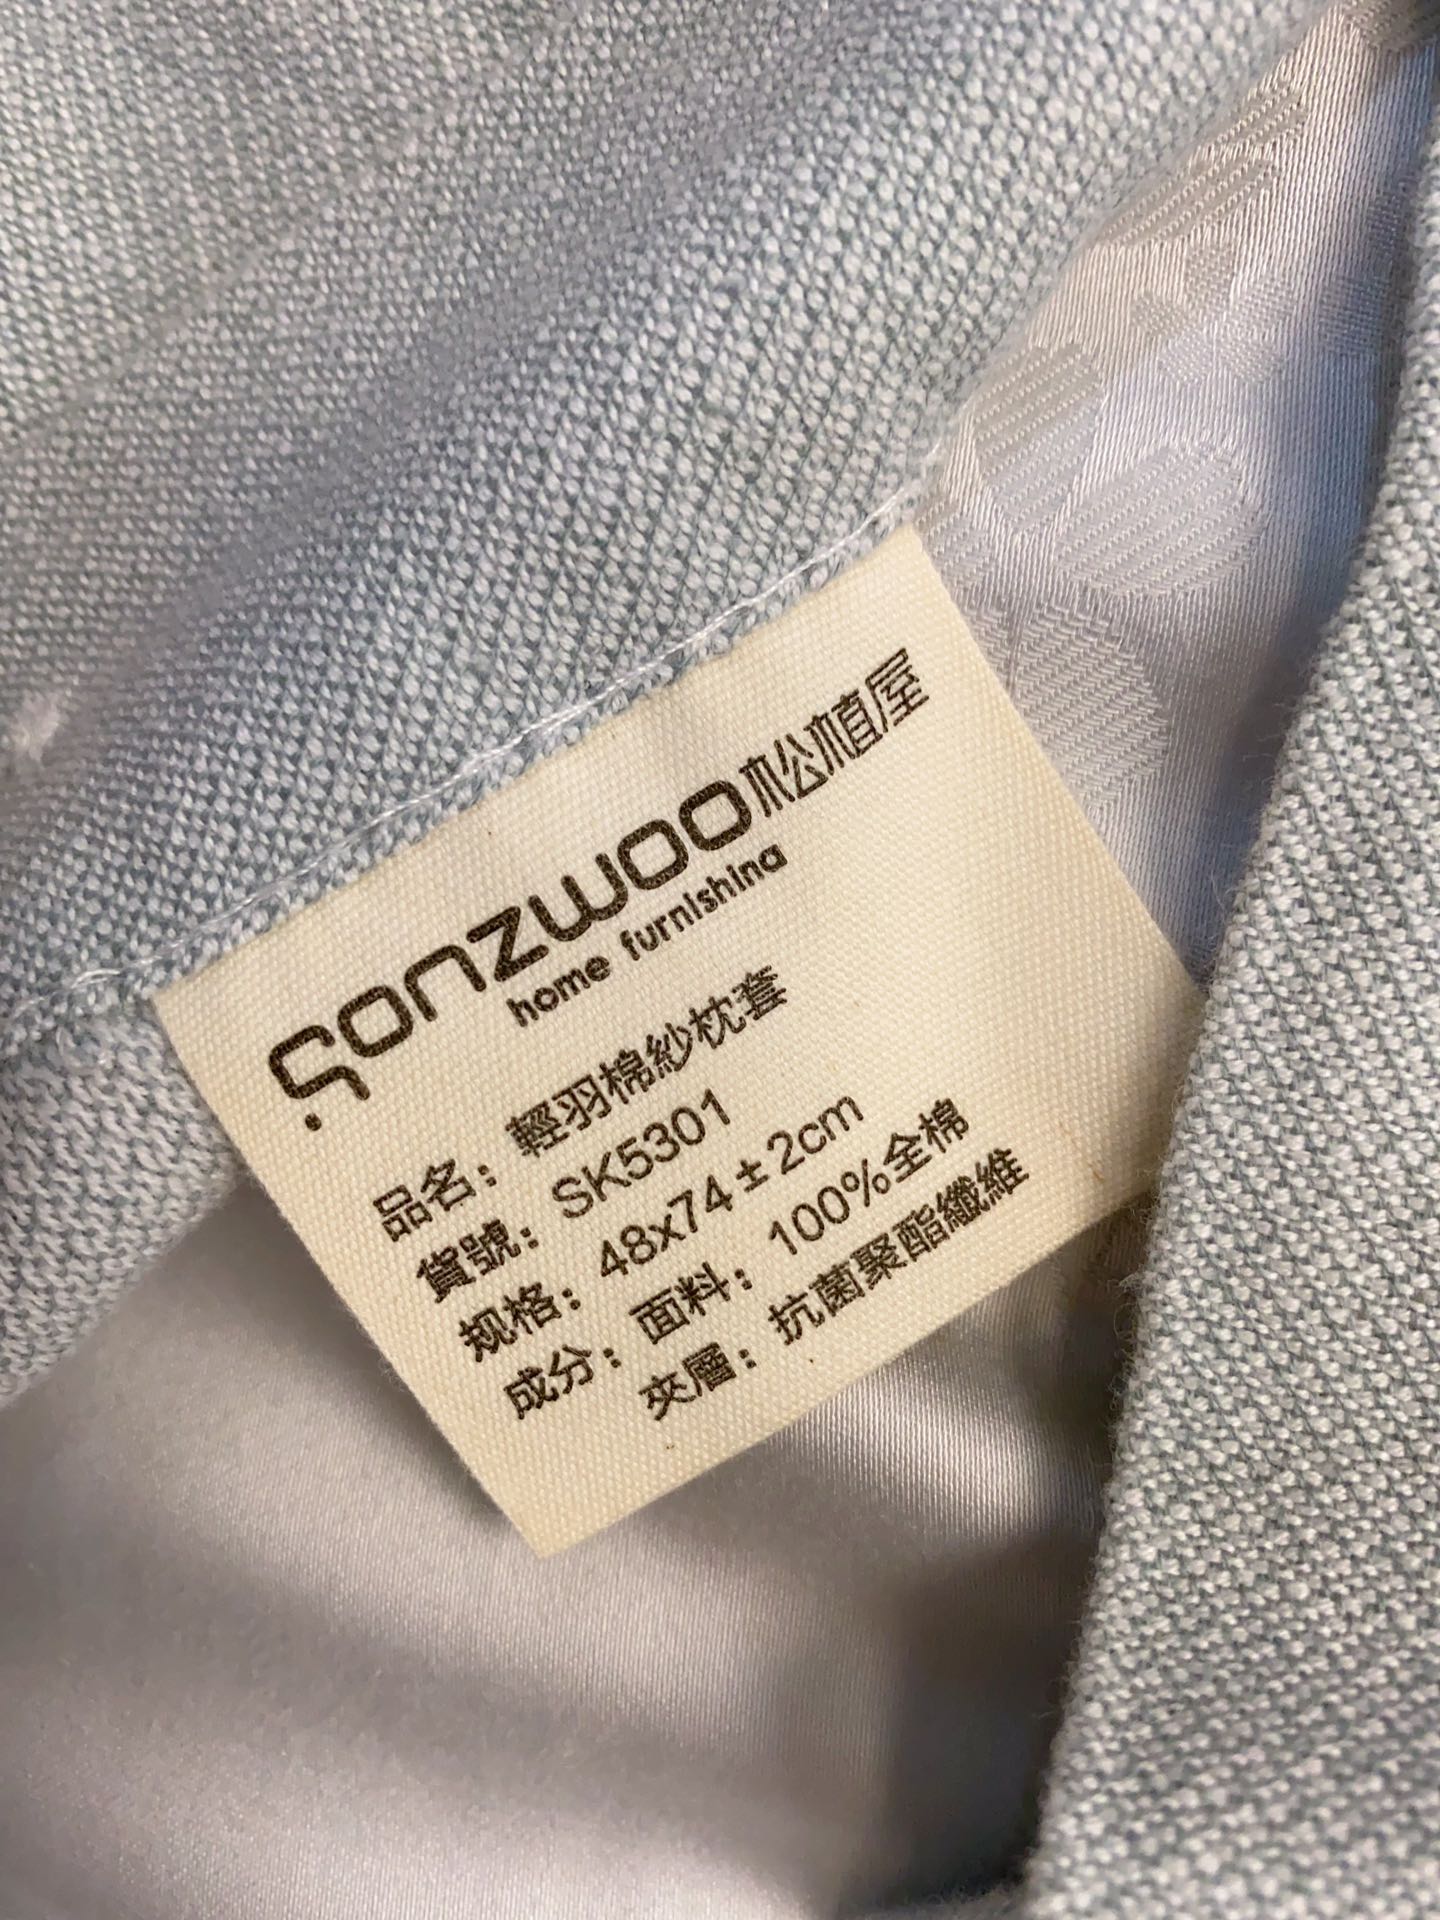 sonzwoo松植屋
home furnishing
品名：輕羽棉紗枕套
貨號：SK5301
规格：48x74±2cm
成分：面料：100%全棉
夾層：抗菌聚酯纖維